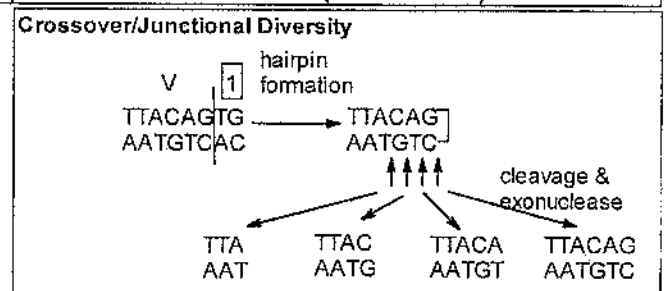 Crossover/Junctional Diversity
hairpin
V 1 formation
TTACAGTG TTACAG
AATGTCAC AATGTC
cleavage &
exonuclease
TTA TTAC TTACA TTACAG
AAT AATG AATGT AATGTC